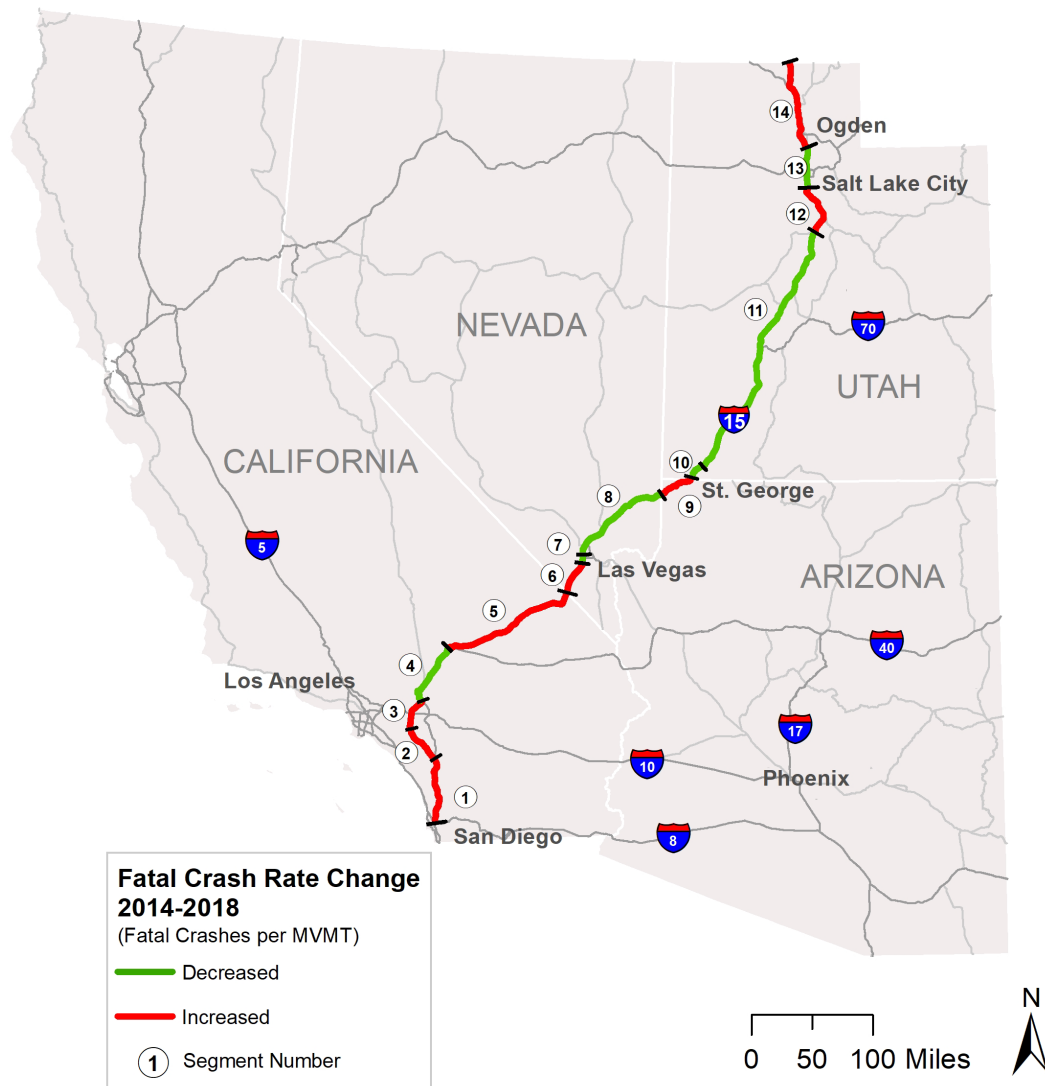 14
Ogden
13
Salt Lake City
12
11
NEVADA
70
UTAH
15
CALIFORNIA
10
St. George
8
9
5
7
Las Vegas
6
ARIZONA
5
40
4
Los Angeles
3
17
2
10
Phoenix
1
San Diego
8
Fatal Crash Rate Change
2014-2018
(Fatal Crashes per MVMT)
Decreased
Increased
1 Segment Number
N
0 50 100 Miles